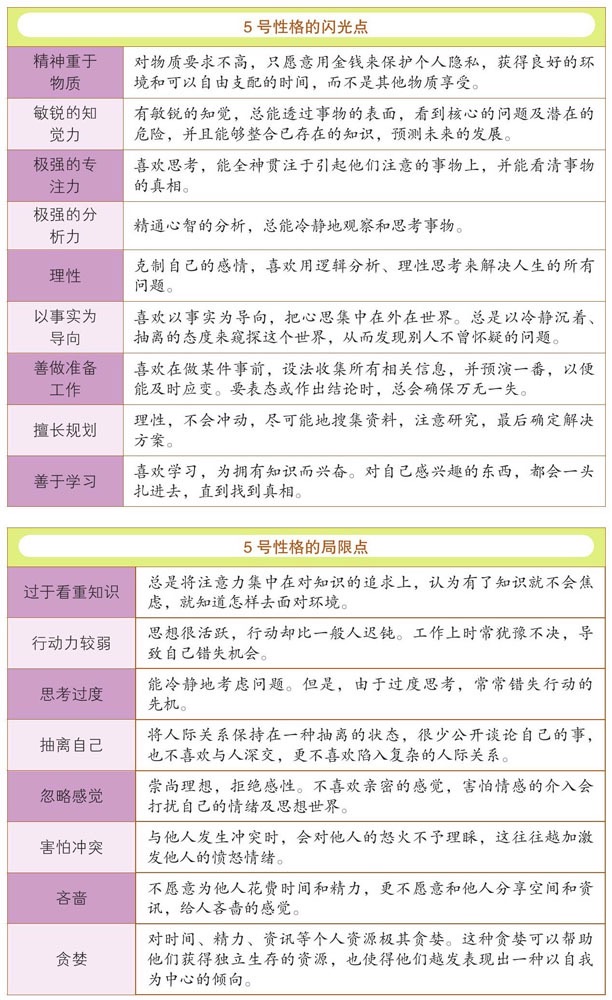 5号性格的闪光点
精神重于
物质
对物质要求不高，只愿意用金钱来保护个人隐私，获得良好的环
境和可以自由支配的时间，而不是其他物质享受。
敏锐的知
觉力
有敏锐的知觉，总能透过事物的表面，看到核心的问题及潜在的
危险，并且能够整合已存在的知识，预测未来的发展。
极强的专
注力
喜欢思考，能全神贯注于引起他们注意的事物上，并能看清事物
的真相。
极强的分
析力
精通心智的分析，总能冷静地观察和思考事物。
理性
克制自己的感情，喜欢用逻辑分析、理性思考来解决人生的所有
问题。
以事实为
导向
喜欢以事实为导向，把心思集中在外在世界。总是以冷静沉着、
抽离的态度来窥探这个世界，从而发现别人不曾怀疑的问题。
善做准备
工作
喜欢在做某件事前，设法收集所有相关信息，并预演一番，以便
能及时应变。要表态或作出结论时，总会确保万无一失。
擅长规划
理性，不会冲动，尽可能地搜集资料，注意研究，最后确定解决
方案。
善于学习
喜欢学习，为拥有知识而兴奋。对自己感兴趣的东西，都会一头
扎进去，直到找到真相。
5号性格的局限点
过于看重知识
总是将注意力集中在对知识的追求上，认为有了知识就不会焦
虑，就知道怎样去面对环境。
行动力较弱
思想很活跃，行动却比一般人迟钝。工作上时常犹豫不决，导
致自己错失机会。
思考过度
能冷静地考虑问题。但是，由于过度思考，常常错失行动的
先机。
抽离自己
将人际关系保持在一种抽离的状态，很少公开谈论自己的事，
也不喜欢与人深交，更不喜欢陷入复杂的人际关系。
忽略感觉
崇尚理想，拒绝感性。不喜欢亲密的感觉，害怕情感的介入会
打扰自己的情绪及思想世界。
害怕冲突
与他人发生冲突时，会对他人的怒火不予理睬，这往往越加激
发他人的愤怒情绪。
吝啬
不愿意为他人花费时间和精力，更不愿意和他人分享空间和资
讯，给人吝啬的感觉。
贪婪
对时间、精力、资讯等个人资源极其贪婪。这种贪婪可以帮助
他们获得独立生存的资源，也使得他们越发表现出一种以自我
为中心的倾向。